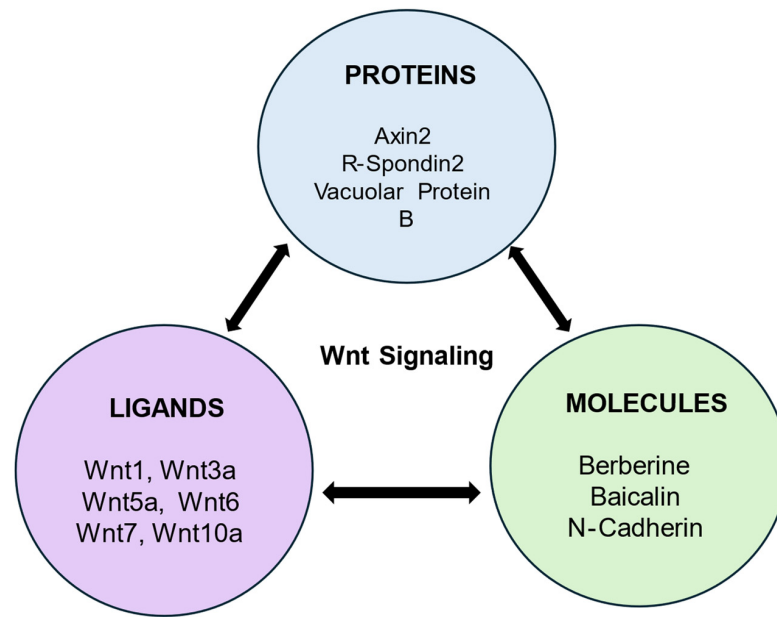 PROTEINS
Axin2
R-Spondin2
Vacuolar Protein
B
Wnt Signaling
LIGANDS
Wnt1, Wnt3a
Wnt5a, Wnt6
Wnt7, Wnt10a
MOLECULES
Berberine
Baicalin
N-Cadherin